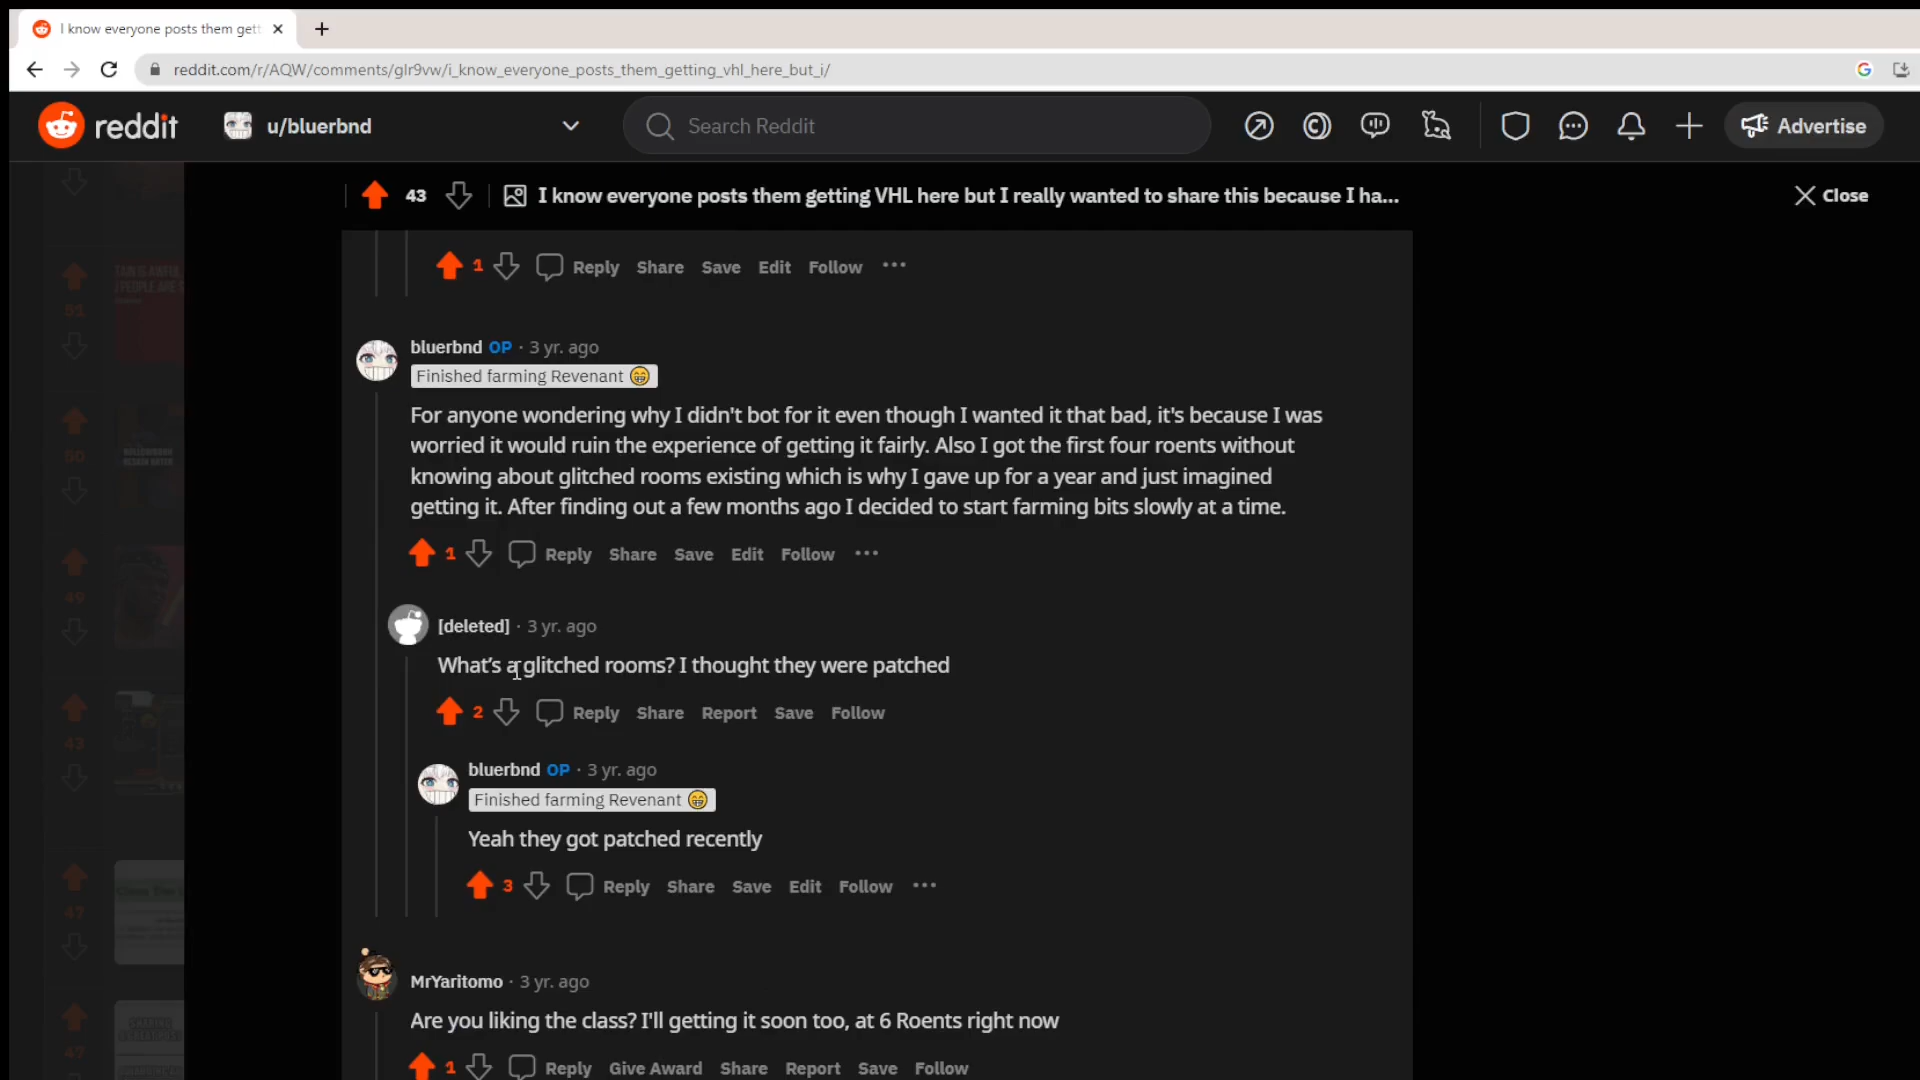 I know everyone posts them gett
reddit.com/r/AQW/comments/glr9vw/i_know_everyone_posts_them_getting_vhl_here_but_i/
reddit
u/bluerbnd
Search Reddit
Advertise
43
I know everyone posts them getting VHL here but I really wanted to share this because I ha...
Close
1 Reply Share Save Edit Follow
51
bluerbnd OP · 3 yr. ago
Finished farming Revenant 😁
For anyone wondering why I didn't bot for it even though I wanted it that bad, it's because I was
worried it would ruin the experience of getting it fairly. Also I got the first four roents without
knowing about glitched rooms existing which is why I gave up for a year and just imagined
getting it. After finding out a few months ago I decided to start farming bits slowly at a time.
50
1 Reply Share Save Edit Follow
49
[deleted] · 3 yr. ago
What's a glitched rooms? I thought they were patched
2 Reply Share Report Save Follow
43
bluerbnd OP · 3 yr. ago
Finished farming Revenant 😁
Yeah they got patched recently
3 Reply Share Save Edit Follow
47
MrYaritomo · 3 yr. ago
Are you liking the class? I'll getting it soon too, at 6 Roents right now
47
1 Reply Give Award Share Report Save Follow